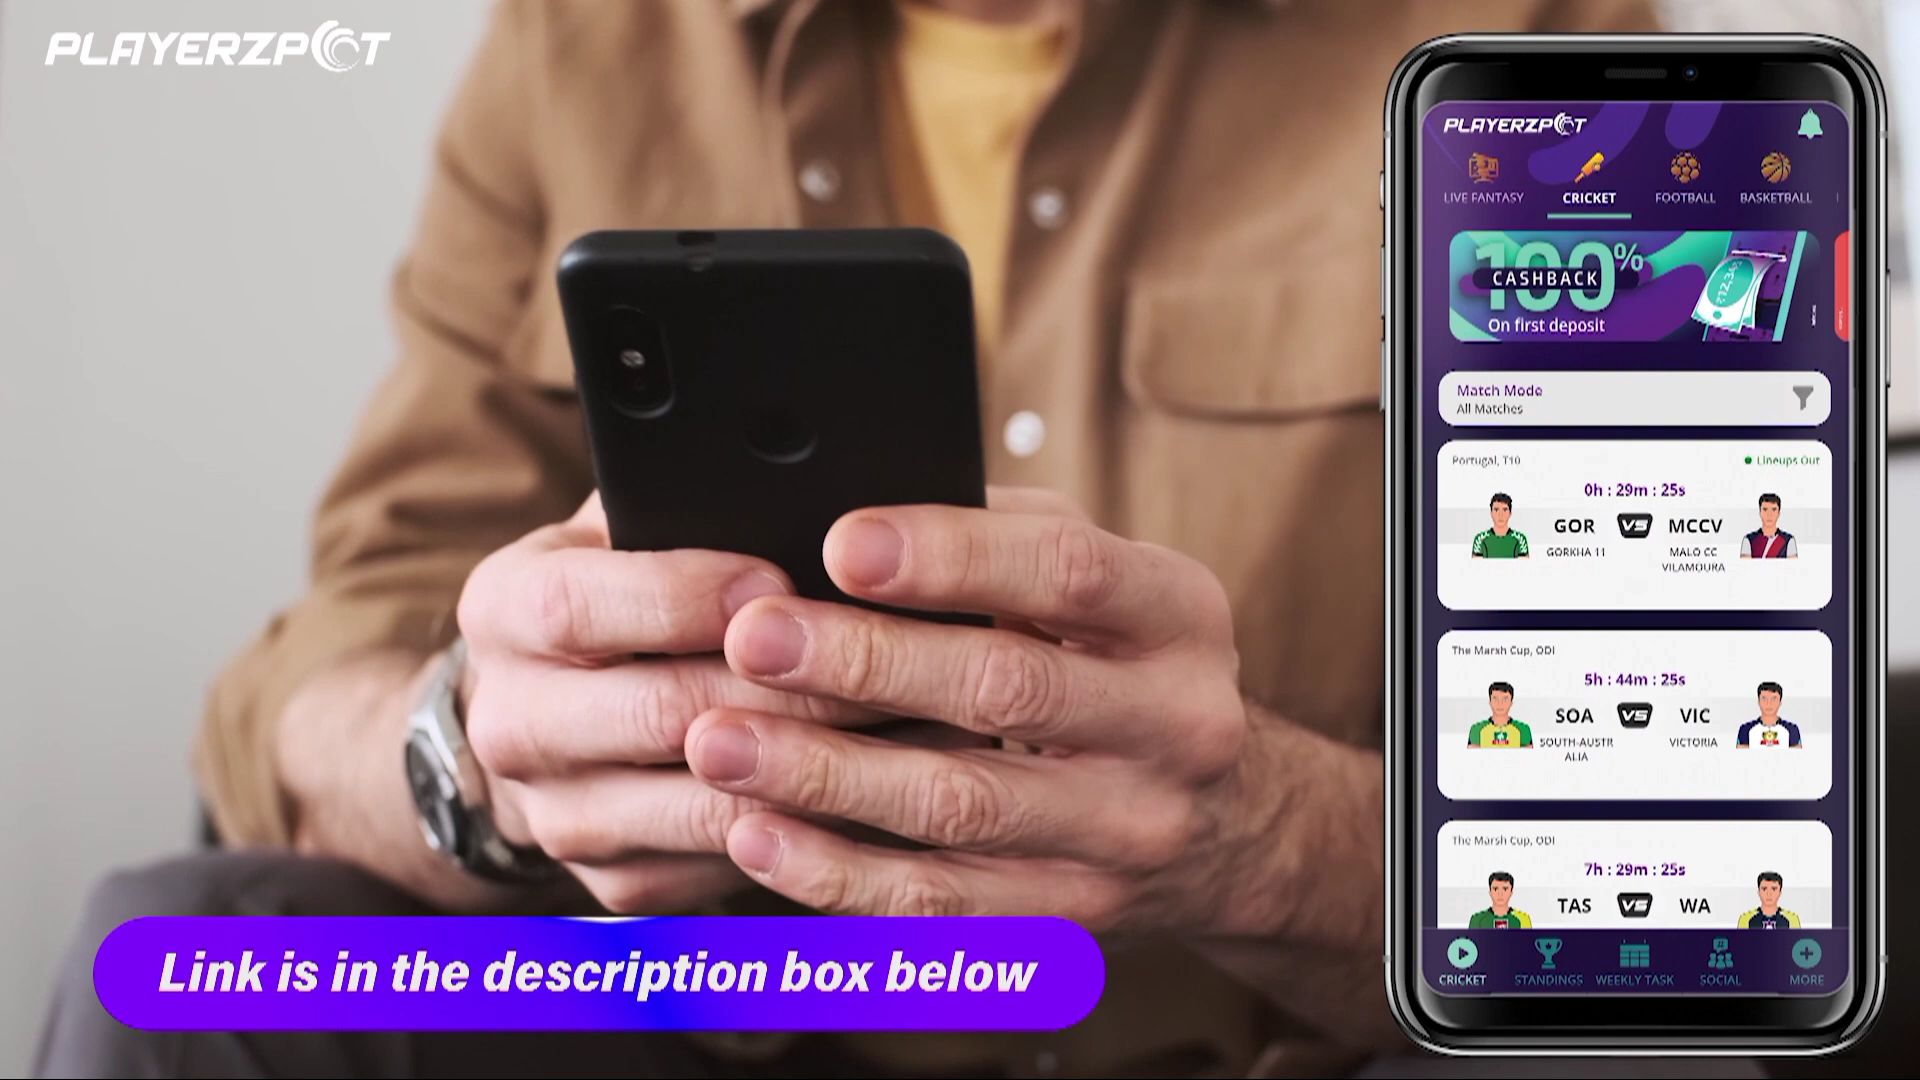 PLAYERZPOT
PLAYERZPOT
LIVE FANTASY
CRICKET
FOOTBALL
BASKETBALL
100%
CASHBACK
On first deposit
Match Mode
All Matches
Portugal, T10
Lineups Out
0h : 29m : 25s
GOR VS MCCV
GORKHA 11
MALO CC
VILAMOURA
The Marsh Cup, ODI
5h : 44m : 25s
SOA VS VIC
SOUTH-AUSTR
ALIA
VICTORIA
The Marsh Cup, ODI
7h : 29m : 25s
TAS VS WA
CRICKET
STANDINGS
WEEKLY TASK
SOCIAL
MORE
Link is in the description box below